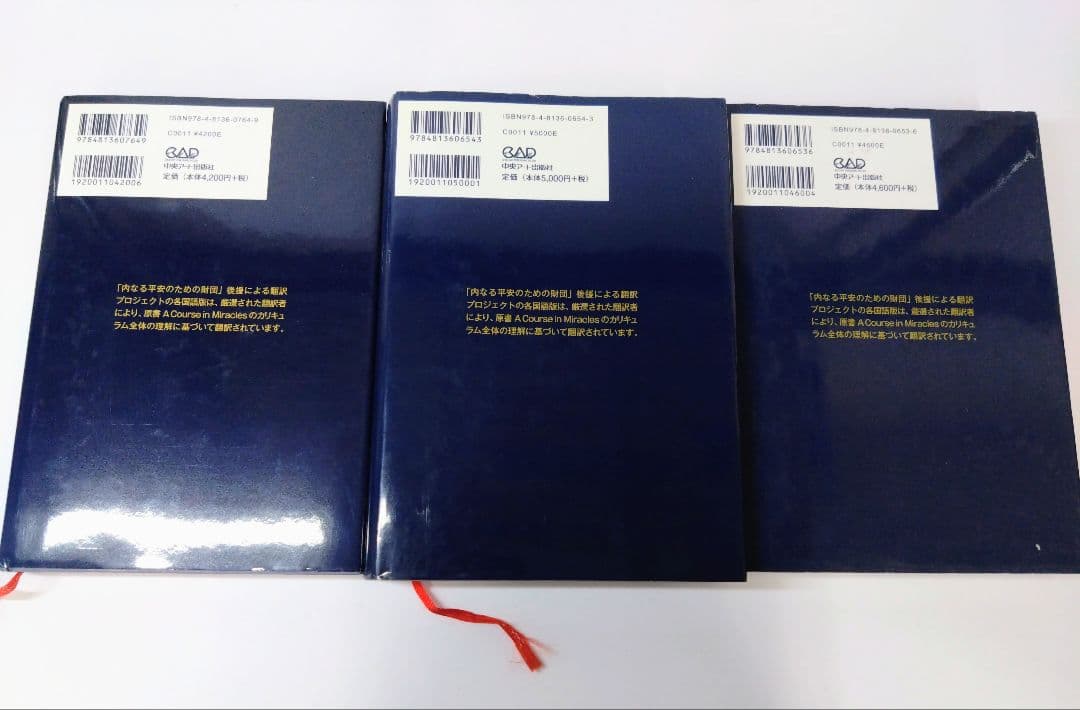 ISBN978-4-8136-0764-9
9784813607649
C0011 ¥4200E
CAD
中央アート出版社
定価（本体4,200円+税）
1920011042006
「内なる平安のための財団」後援による翻訳
プロジェクトの各国語版は、厳選された翻訳者
により、原書 A Course in Miracles のカリキュ
ラム全体の理解に基づいて翻訳されています。
ISBN978-4-8136-0654-3
9784813606543
C0011 ¥5000E
CAD
中央アート出版社
定価（本体5,000円+税）
1920011050001
「内なる平安のための財団」後援による翻訳
プロジェクトの各国語版は、厳選された翻訳者
により、原書 A Course in Miracles のカリキュ
ラム全体の理解に基づいて翻訳されています。
ISBN978-4-8136-0653-6
9784813606536
C0011 ¥4600E
CAD
中央アート出版社
定価（本体4,600円+税）
1920011046004
「内なる平安のための財団」後援による翻訳
プロジェクトの各国語版は、厳選された翻訳者
により、原書 A Course in Miracles のカリキュ
ラム全体の理解に基づいて翻訳されています。